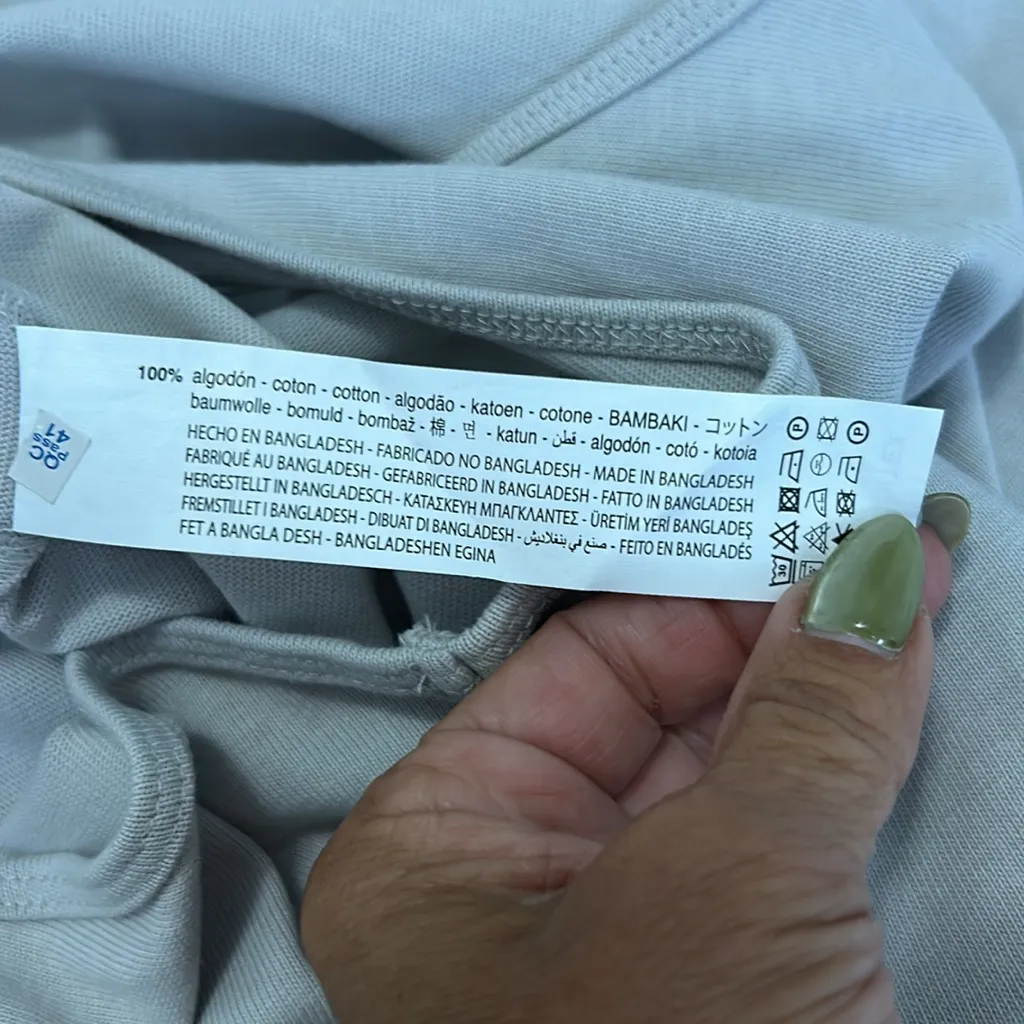 100% algodón - coton - cotton - algodão - katoen - cotone - BAMBAKI - コットン
baumwolle - bomuld - bombaž - 棉 - 면 - katun - قطن - algodón - cotó - kotoia
HECHO EN BANGLADESH - FABRICADO NO BANGLADESH - MADE IN BANGLADESH
FABRIQUÉ AU BANGLADESH - GEFABRICEERD IN BANGLADESH - FATTO IN BANGLADESH
HERGESTELLT IN BANGLADESCH - ΚΑΤΑΣΚΕΥΗ ΜΠΑΓΚΛΑΝΤΕΣ - ÜRETİM YERİ BANGLADEŞ
FREMSTILLET I BANGLADESH - DIBUAT DI BANGLADESH - صنع في بنغلاديش - FEITO EN BANGLADÉS
FET A BANGLA DESH - BANGLADESHEN EGINA
P P
30
QC
Pass
41